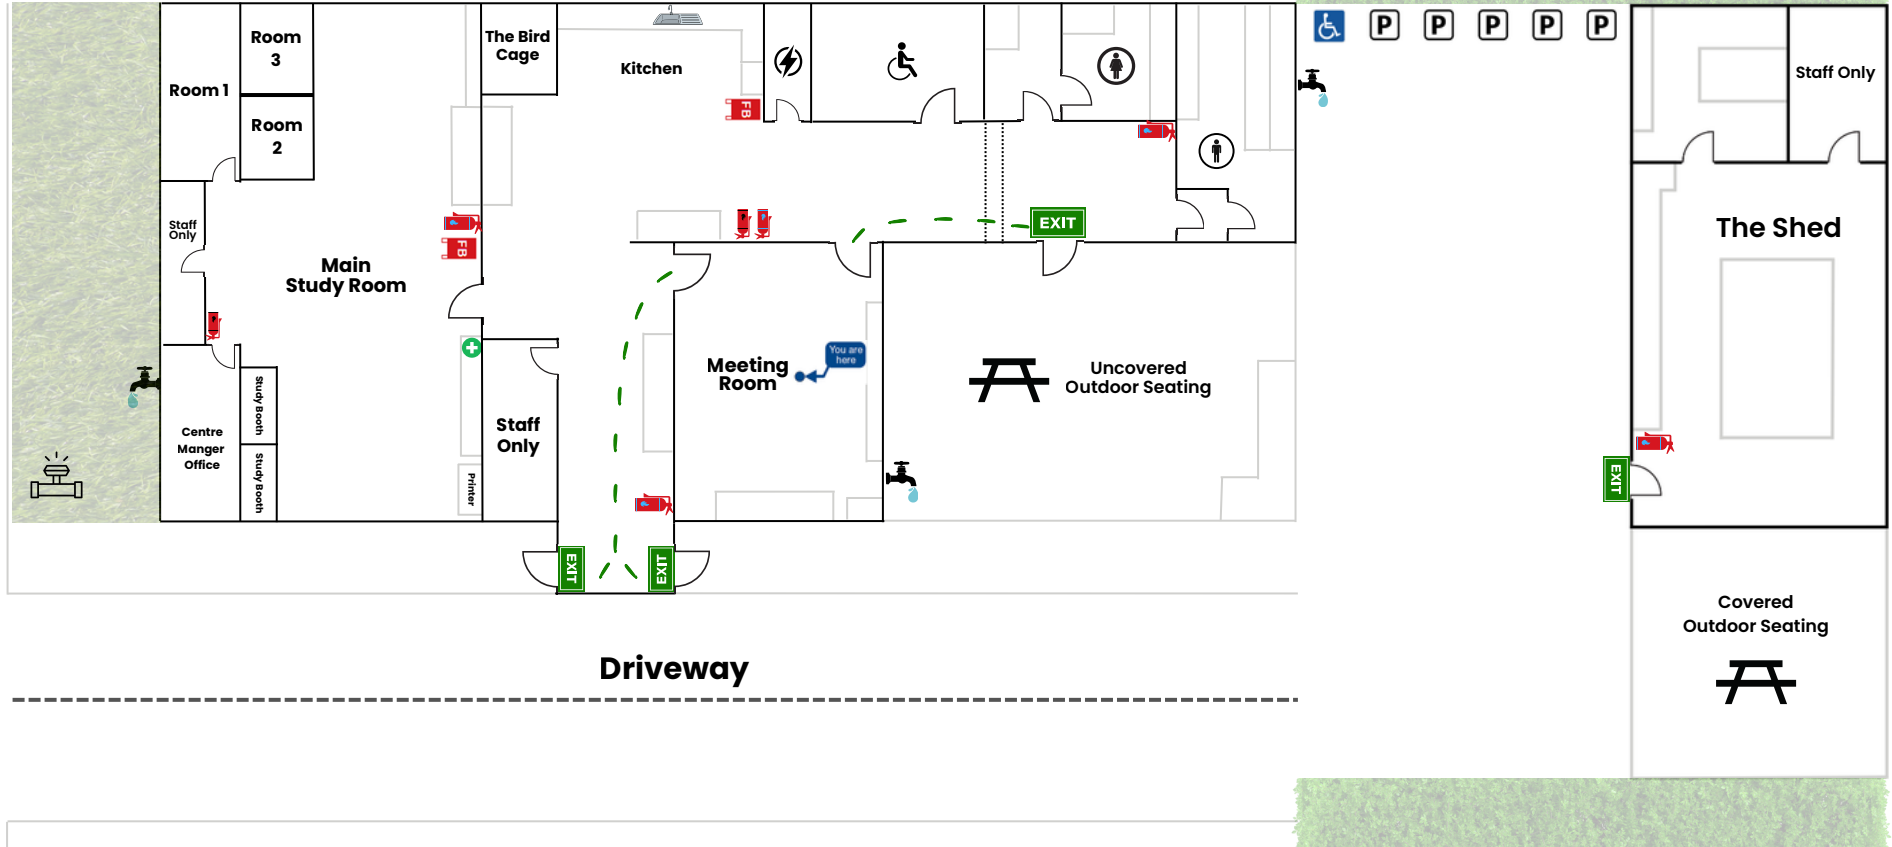 Room
3
The Bird
Cage
Kitchen
P
P
P
P
P
Staff Only
Room 1
FB
Room
2
Staff
Only
EXIT
The Shed
FB
Main
Study Room
You are
here
Meeting
Room
Uncovered
Outdoor Seating
Study Booth
Centre
Manger
Office
Staff
Only
Study Booth
Printer
EXIT
EXIT
EXIT
Covered
Outdoor Seating
Driveway